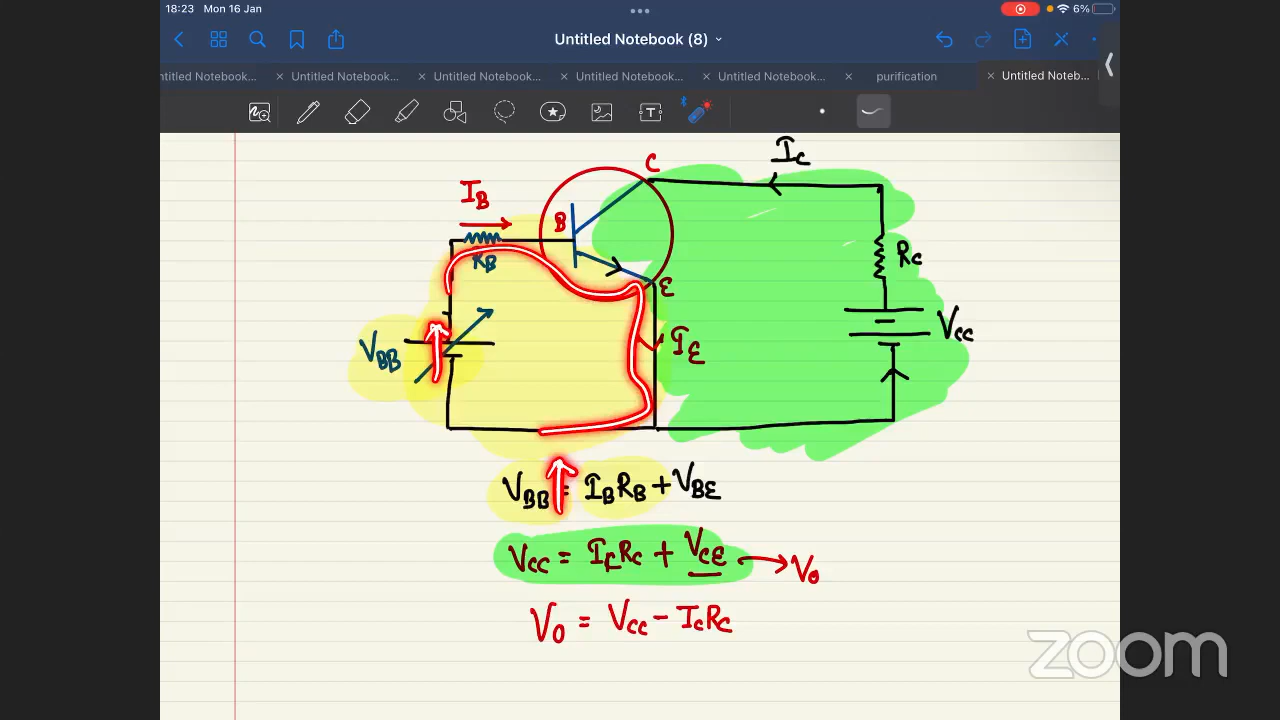 18:23 Mon 16 Jan
6%
Untitled Notebook (8)
ntitled Notebook...
Untitled Notebook...
Untitled Notebook...
Untitled Notebook...
Untitled Notebook...
purification
Untitled Noteb...
T
C
IC
IB
B
RB
RC
E
VBB
IE
VCC
VBB = IBRB + VBE
VCC = ICRC + VCE → V0
V0 = VCC - ICRC
zoom